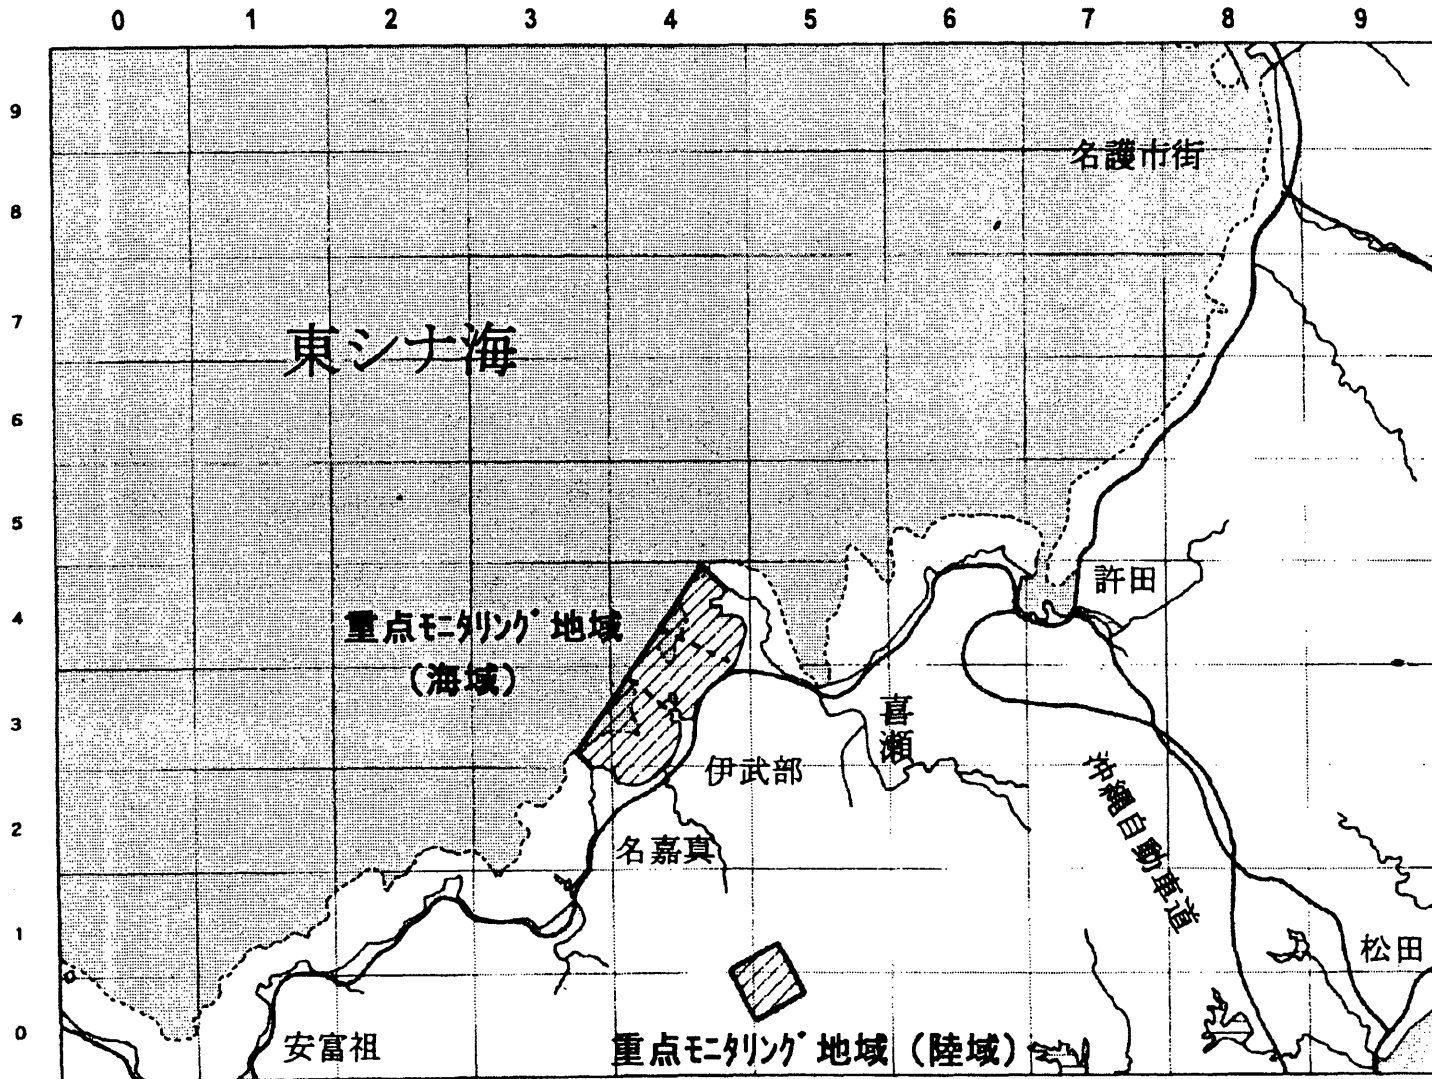 0 1 2 3 4 5 6 7 8 9
9
名護市街
8
7
東シナ海
6
5
許田
4
重点モニタリング地域
（海域）
3
喜瀬
伊武部
沖縄自動車道
2
名嘉真
1
松田
0
安富祖
重点モニタリング地域（陸域）